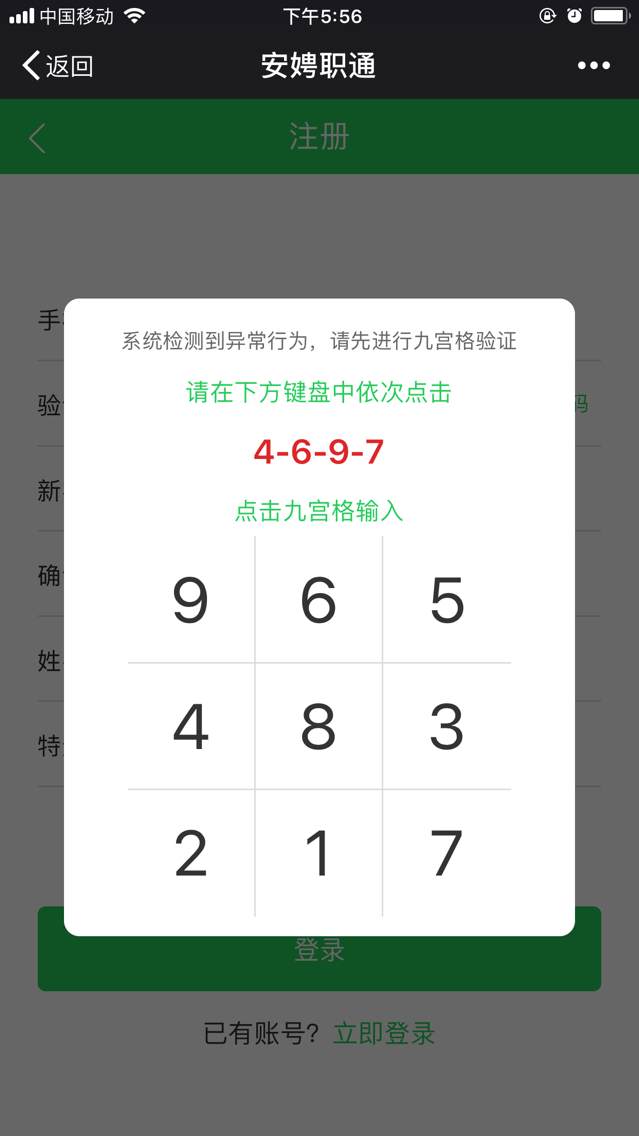 中国移动 下午5:56
返回 安娉职通
注册
手
系统检测到异常行为，请先进行九宫格验证
请在下方键盘中依次点击
验 码
4-6-9-7
新
点击九宫格输入
确
9 6 5
姓
4 8 3
特
2 1 7
登录
已有账号？ 立即登录